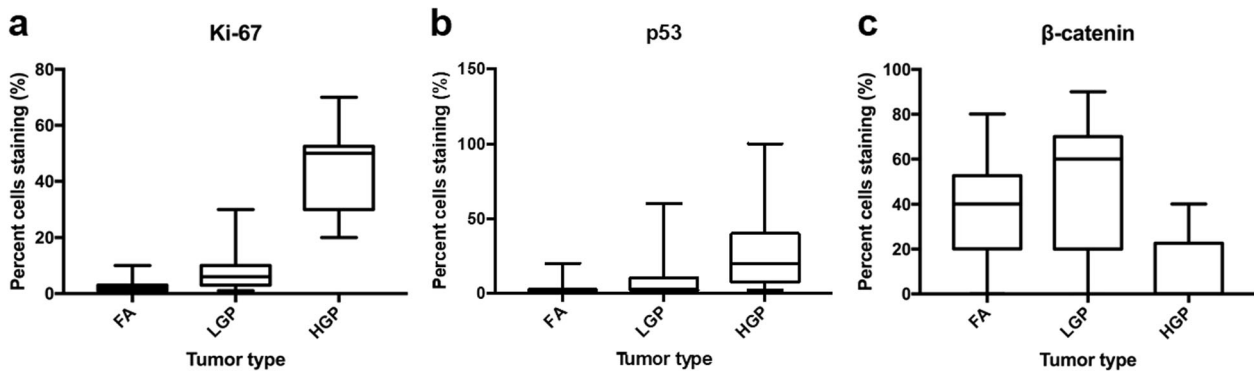 a
Ki-67
Percent cells staining (%)
80
60
40
20
0
FA
LGP
HGP
Tumor type
b
p53
Percent cells staining (%)
150
100
50
0
FA
LGP
HGP
Tumor type
c
β-catenin
Percent cells staining (%)
100
80
60
40
20
0
FA
LGP
HGP
Tumor type